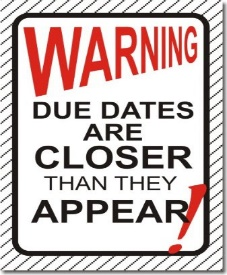 WARNING
DUE DATES
ARE
CLOSER
THAN THEY
APPEAR!